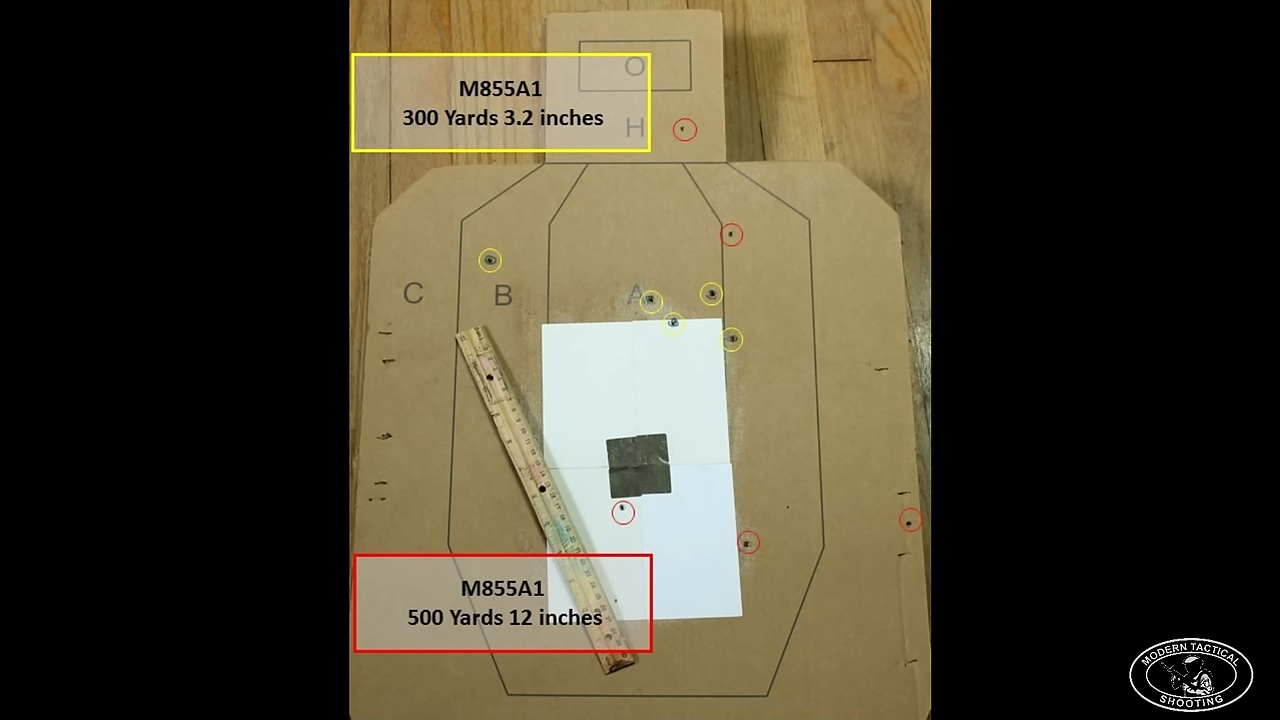 O
M855A1
300 Yards 3.2 inches
H
C
B
A
M855A1
500 Yards 12 inches
MODERN TACTICAL
SHOOTING